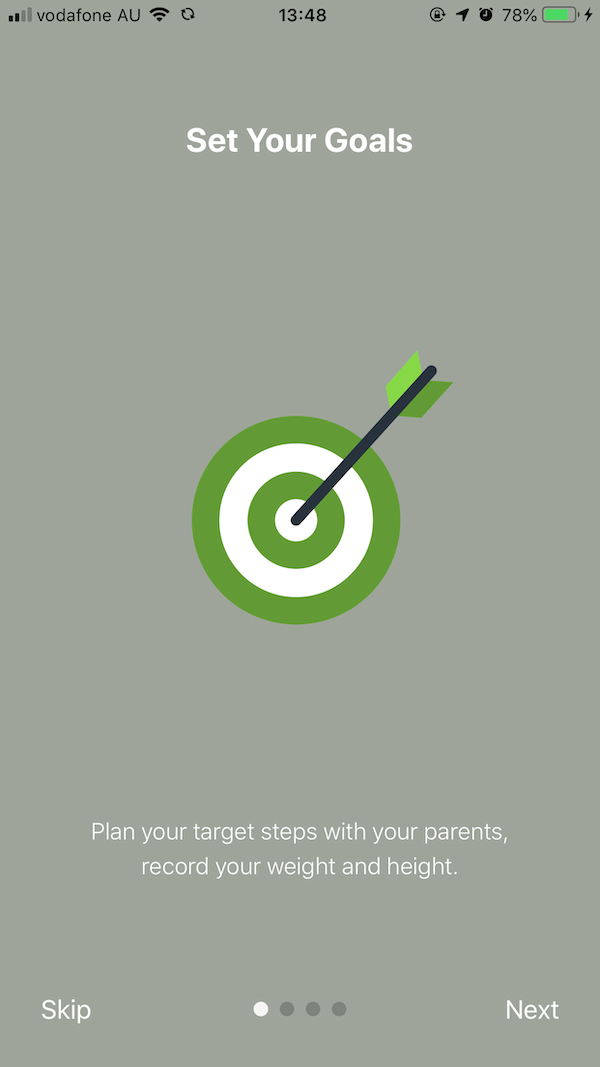 vodafone AU 13:48 78%
Set Your Goals
Plan your target steps with your parents,
record your weight and height.
Skip Next